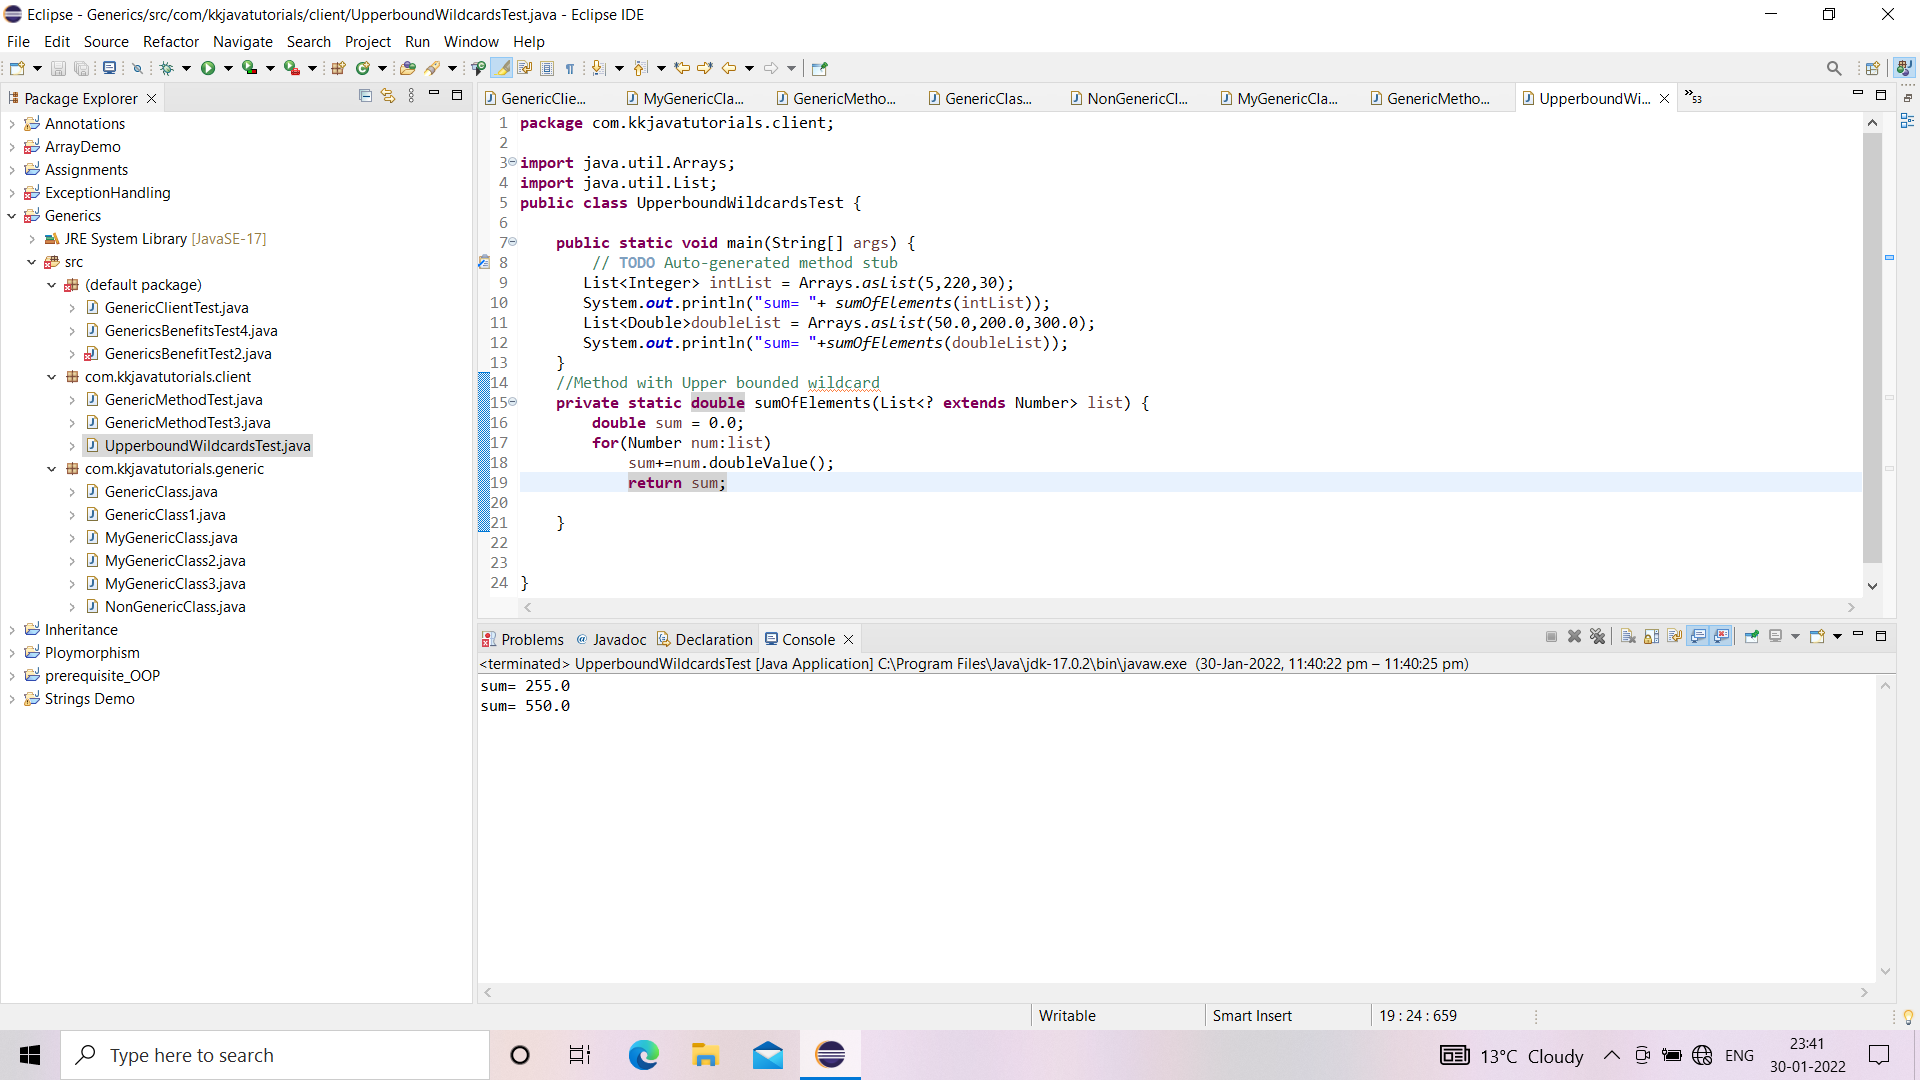 Eclipse - Generics/src/com/kkjavatutorials/client/UpperboundWildcardsTest.java - Eclipse IDE
File Edit Source Refactor Navigate Search Project Run Window Help
Package Explorer
Annotations
ArrayDemo
Assignments
ExceptionHandling
Generics
JRE System Library [JavaSE-17]
src
(default package)
GenericClientTest.java
GenericsBenefitsTest4.java
GenericsBenefitTest2.java
com.kkjavatutorials.client
GenericMethodTest.java
GenericMethodTest3.java
UpperboundWildcardsTest.java
com.kkjavatutorials.generic
GenericClass.java
GenericClass1.java
MyGenericClass.java
MyGenericClass2.java
MyGenericClass3.java
NonGenericClass.java
Inheritance
Ploymorphism
prerequisite_OOP
Strings Demo
GenericClie... MyGenericCla... GenericMetho... GenericClas... NonGenericCl... MyGenericCla... GenericMetho... UpperboundWi... »53
1 package com.kkjavatutorials.client;
2
3 import java.util.Arrays;
4 import java.util.List;
5 public class UpperboundWildcardsTest {
6
7 public static void main(String[] args) {
8 // TODO Auto-generated method stub
9 List<Integer> intList = Arrays.asList(5,220,30);
10 System.out.println("sum= "+ sumOfElements(intList));
11 List<Double>doubleList = Arrays.asList(50.0,200.0,300.0);
12 System.out.println("sum= "+sumOfElements(doubleList));
13 }
14 //Method with Upper bounded wildcard
15 private static double sumOfElements(List<? extends Number> list) {
16 double sum = 0.0;
17 for(Number num:list)
18 sum+=num.doubleValue();
19 return sum;
20
21 }
22
23
24 }
Problems Javadoc Declaration Console
<terminated> UpperboundWildcardsTest [Java Application] C:\Program Files\Java\jdk-17.0.2\bin\javaw.exe (30-Jan-2022, 11:40:22 pm – 11:40:25 pm)
sum= 255.0
sum= 550.0
Writable Smart Insert 19 : 24 : 659
Type here to search
13°C Cloudy ENG 23:41
30-01-2022